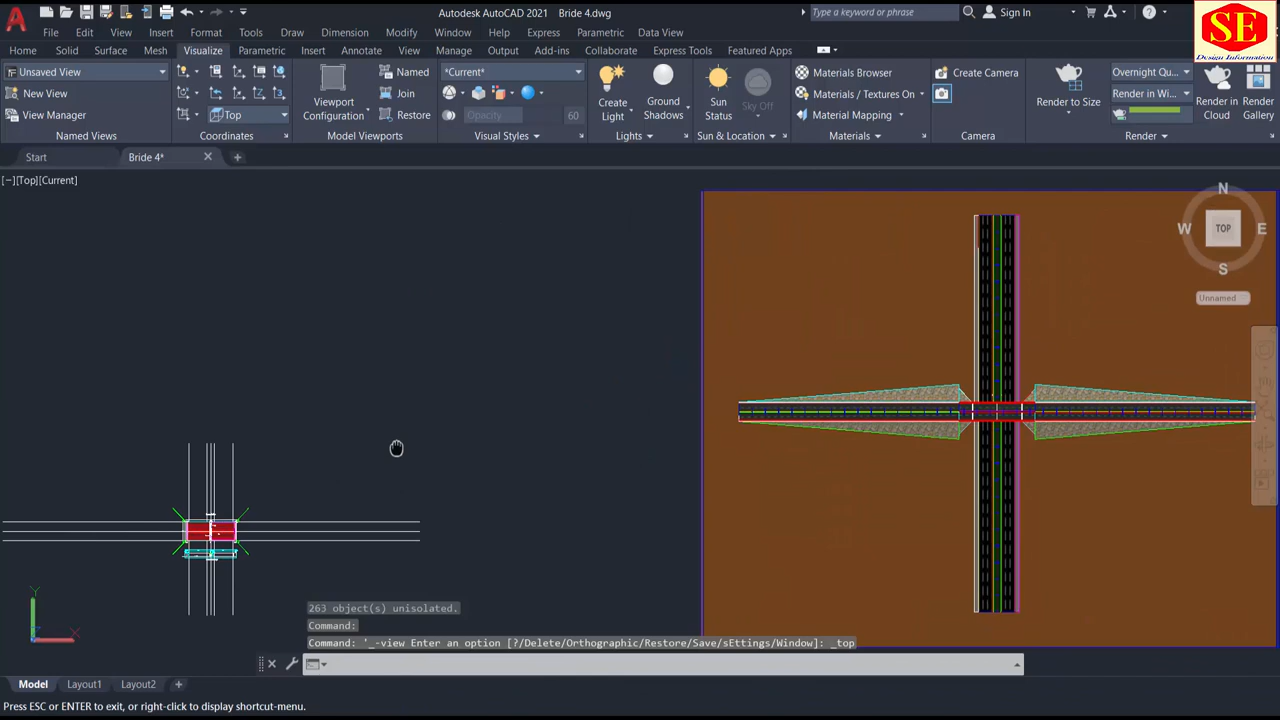 Autodesk AutoCAD 2021 Bride 4.dwg
Type a keyword or phrase
Sign In
SE
Design Information
File Edit View Insert Format Tools Draw Dimension Modify Window Help Express Parametric Data View
Home Solid Surface Mesh Visualize Parametric Insert Annotate View Manage Output Add-ins Collaborate Express Tools Featured Apps
Unsaved View
New View
View Manager
Named Views
Top
Coordinates
Viewport
Configuration
Named
Join
Restore
Model Viewports
*Current*
Opacity 60
Visual Styles
Create
Light
Ground
Shadows
Lights
Sun
Status
Sky Off
Sun & Location
Materials Browser
Materials / Textures On
Material Mapping
Materials
Create Camera
Camera
Render to Size
Overnight Qu...
Render in Wi...
Render in
Cloud
Render
Gallery
Render
Start Bride 4*
[−][Top][Current]
N
W TOP E
S
Unnamed
Y
X
263 object(s) unisolated.
Command:
Command: '_-view Enter an option [?/Delete/Orthographic/Restore/Save/sEttings/Window]: _top
Model Layout1 Layout2
Press ESC or ENTER to exit, or right-click to display shortcut-menu.